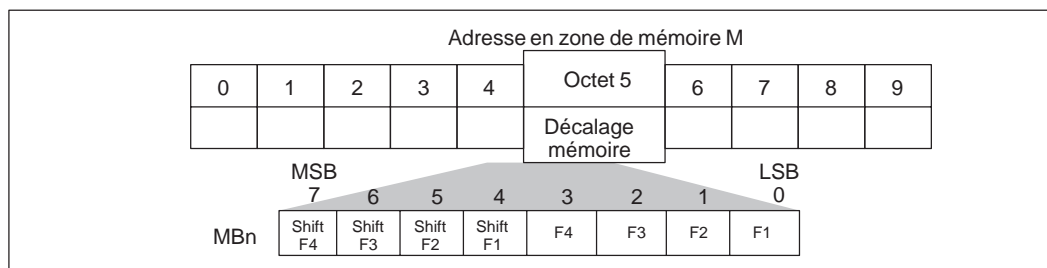 Adresse en zone de mémoire M
0 1 2 3 4 Octet 5 6 7 8 9
Décalage
mémoire
MSB LSB
7 6 5 4 3 2 1 0
MBn Shift F4 Shift F3 Shift F2 Shift F1 F4 F3 F2 F1